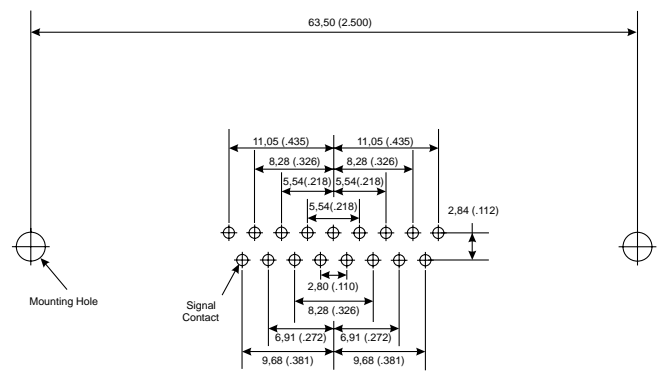 63,50 (2.500)
11,05 (.435) 11,05 (.435)
8,28 (.326) 8,28 (.326)
5,54(.218) 5,54(.218)
5,54(.218)
2,84 (.112)
2,80 (.110)
Mounting Hole
Signal
Contact
8,28 (.326)
6,91 (.272) 6,91 (.272)
9,68 (.381) 9,68 (.381)